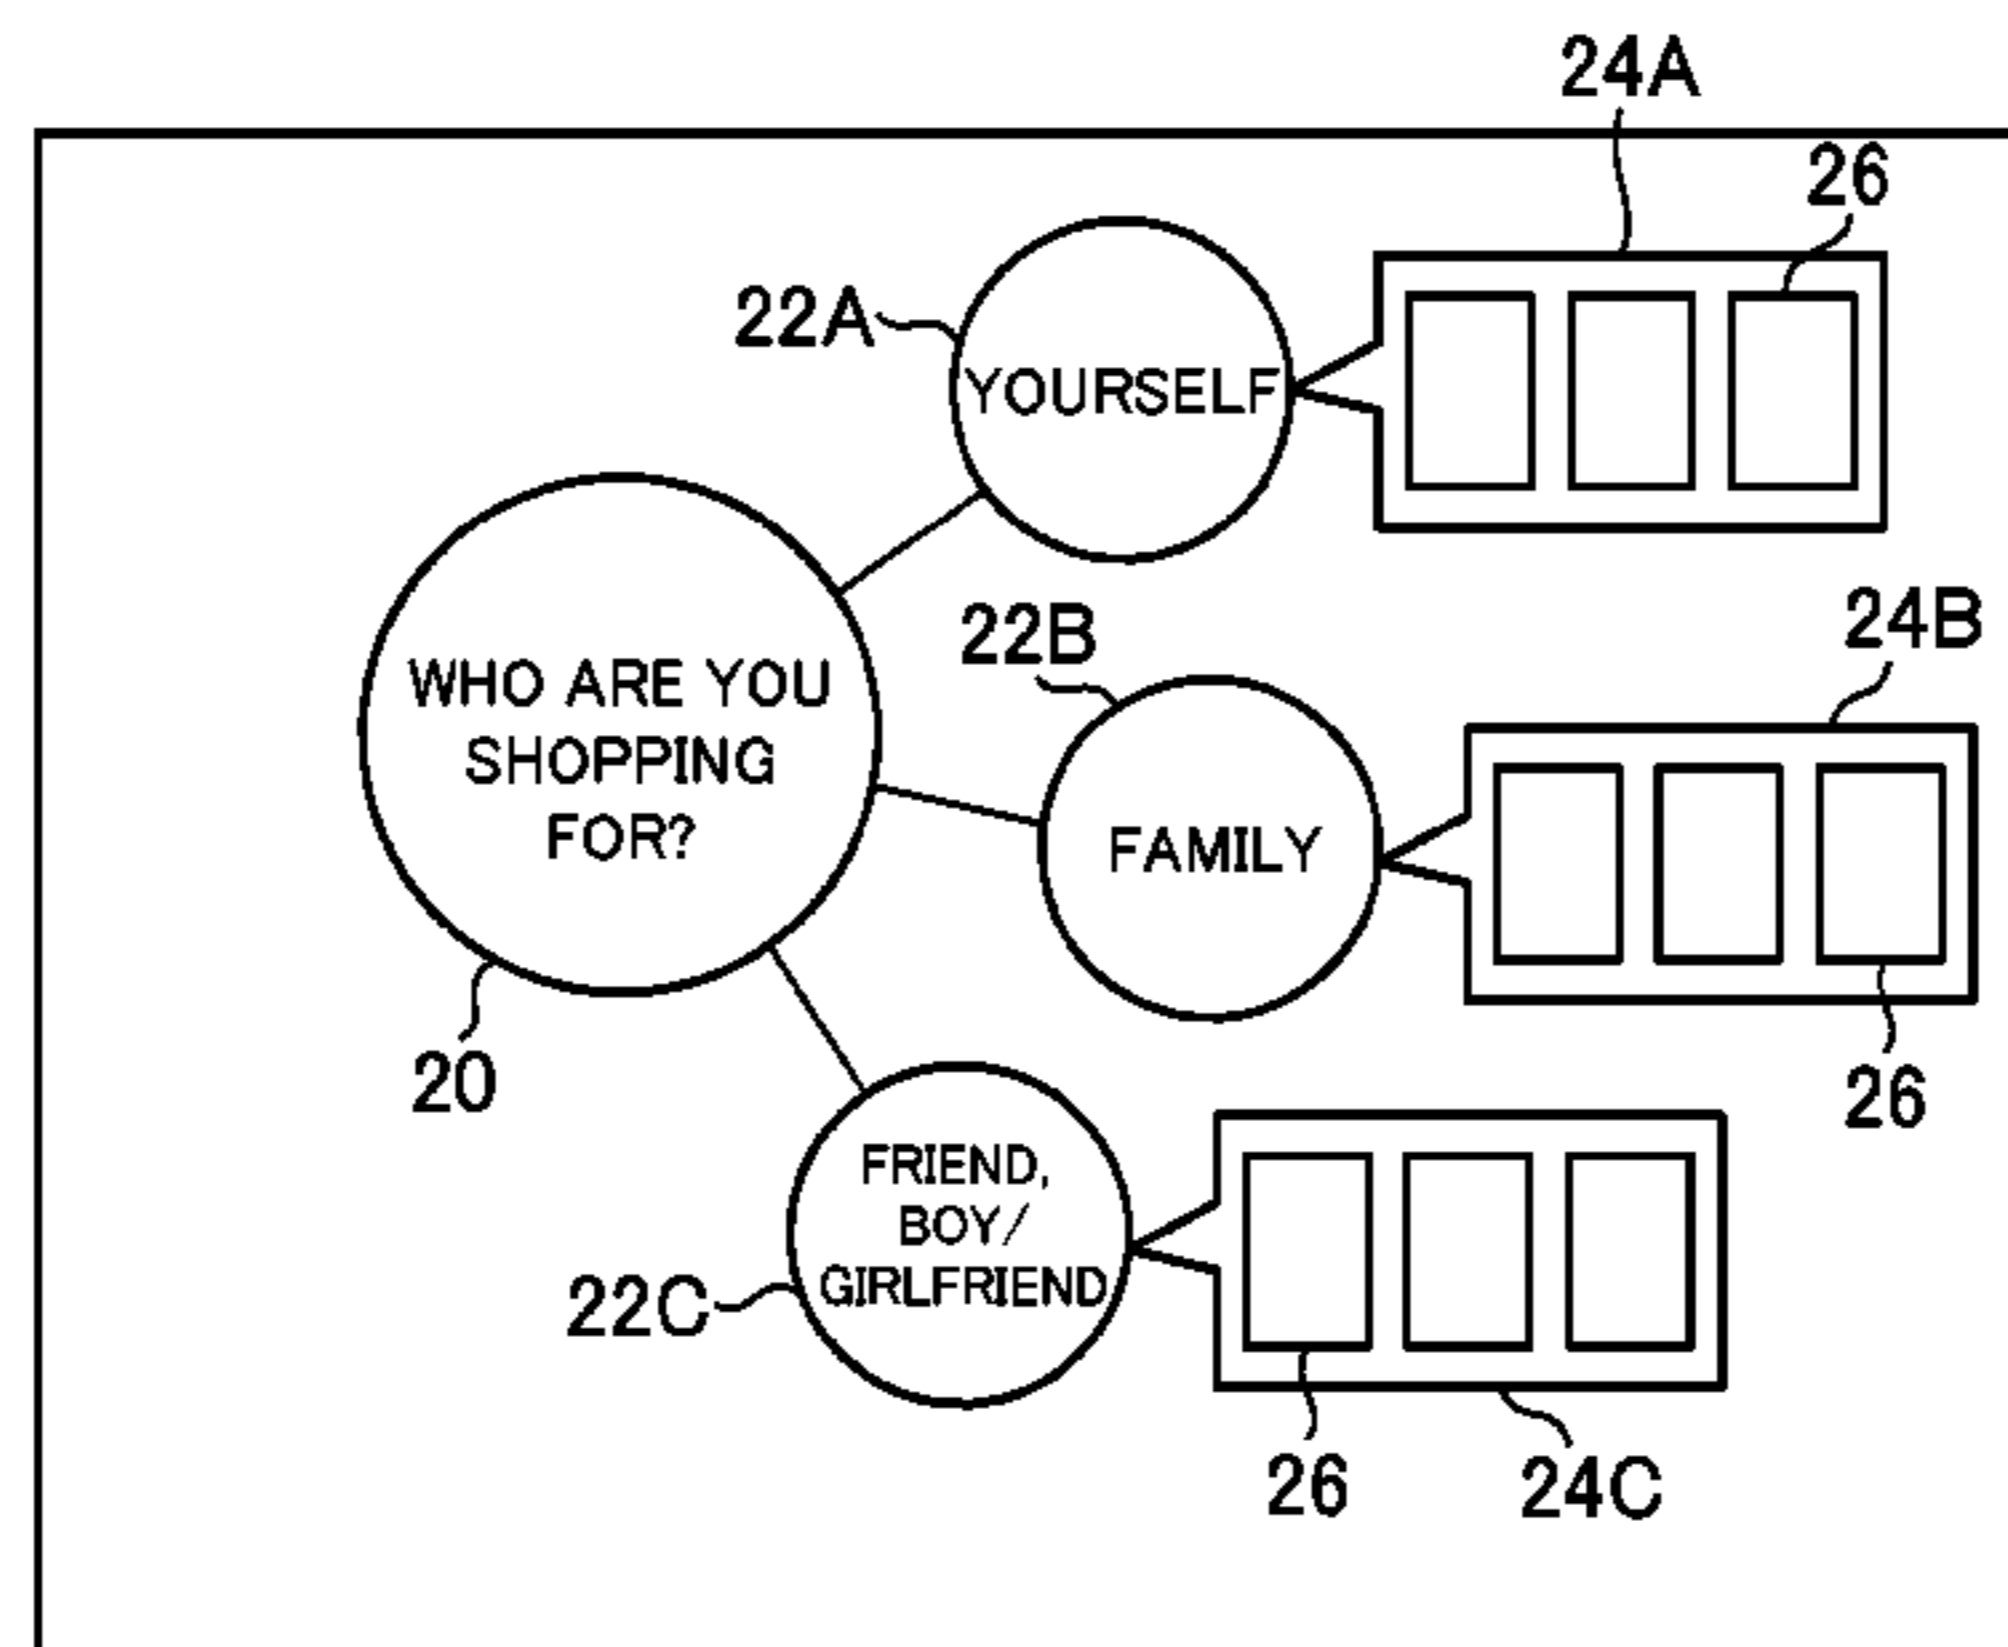 24A
26
22A
YOURSELF
24B
22B
WHO ARE YOU
SHOPPING
FOR?
FAMILY
20
26
FRIEND,
BOY/
GIRLFRIEND
22C
26
24C